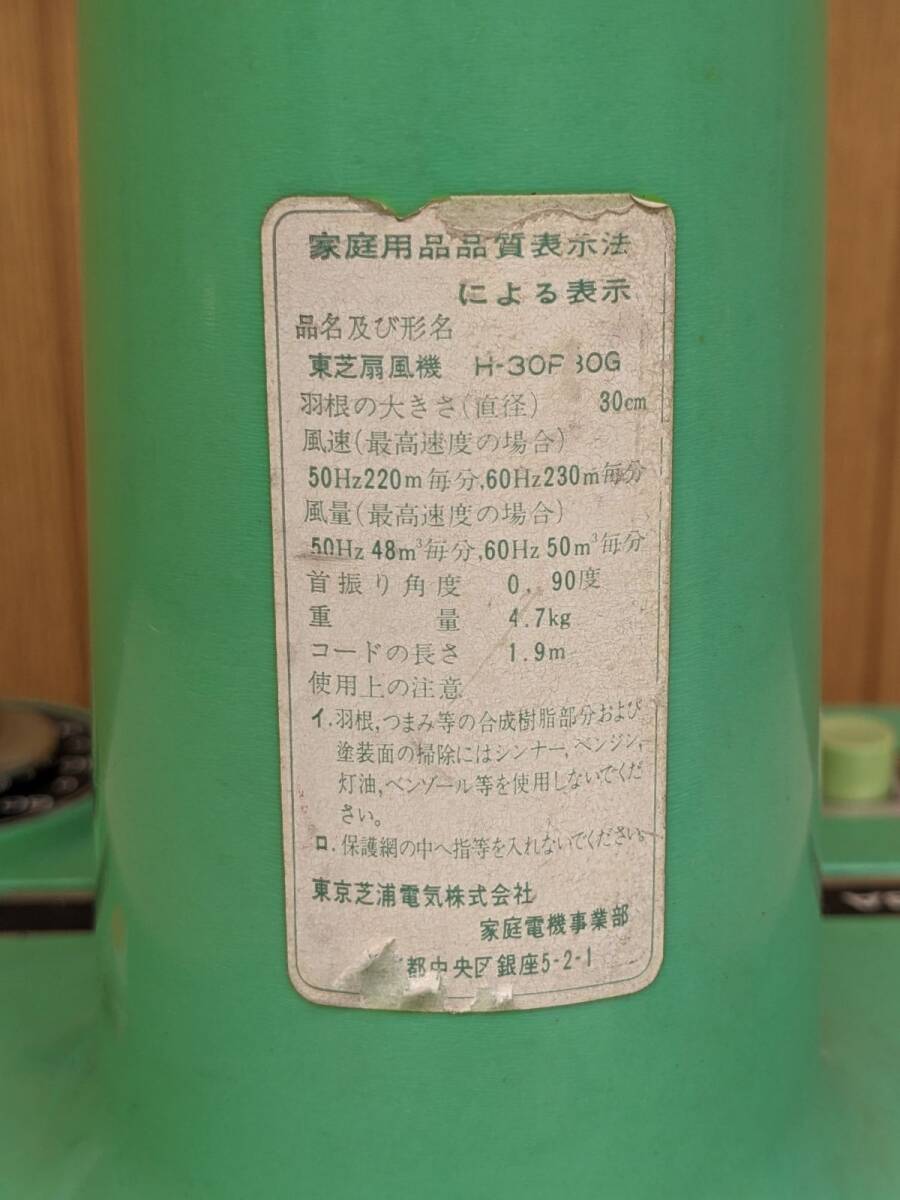 家庭用品品質表示法
による表示
品名及び形名
東芝扇風機 H-30F 30G
羽根の大きさ(直径) 30cm
風速(最高速度の場合)
50Hz220m毎分,60Hz230m毎分
風量(最高速度の場合)
50Hz 48m³毎分,60Hz 50m³毎分
首振り角度 0, 90度
重量 4.7kg
コードの長さ 1.9m
使用上の注意
イ.羽根,つまみ等の合成樹脂部分および
塗装面の掃除にはシンナー,ベンジン,
灯油,ベンゾール等を使用しないでくだ
さい。
ロ.保護網の中へ指等を入れないでください。
東京芝浦電気株式会社
家庭電機事業部
都中央区銀座5-2-1